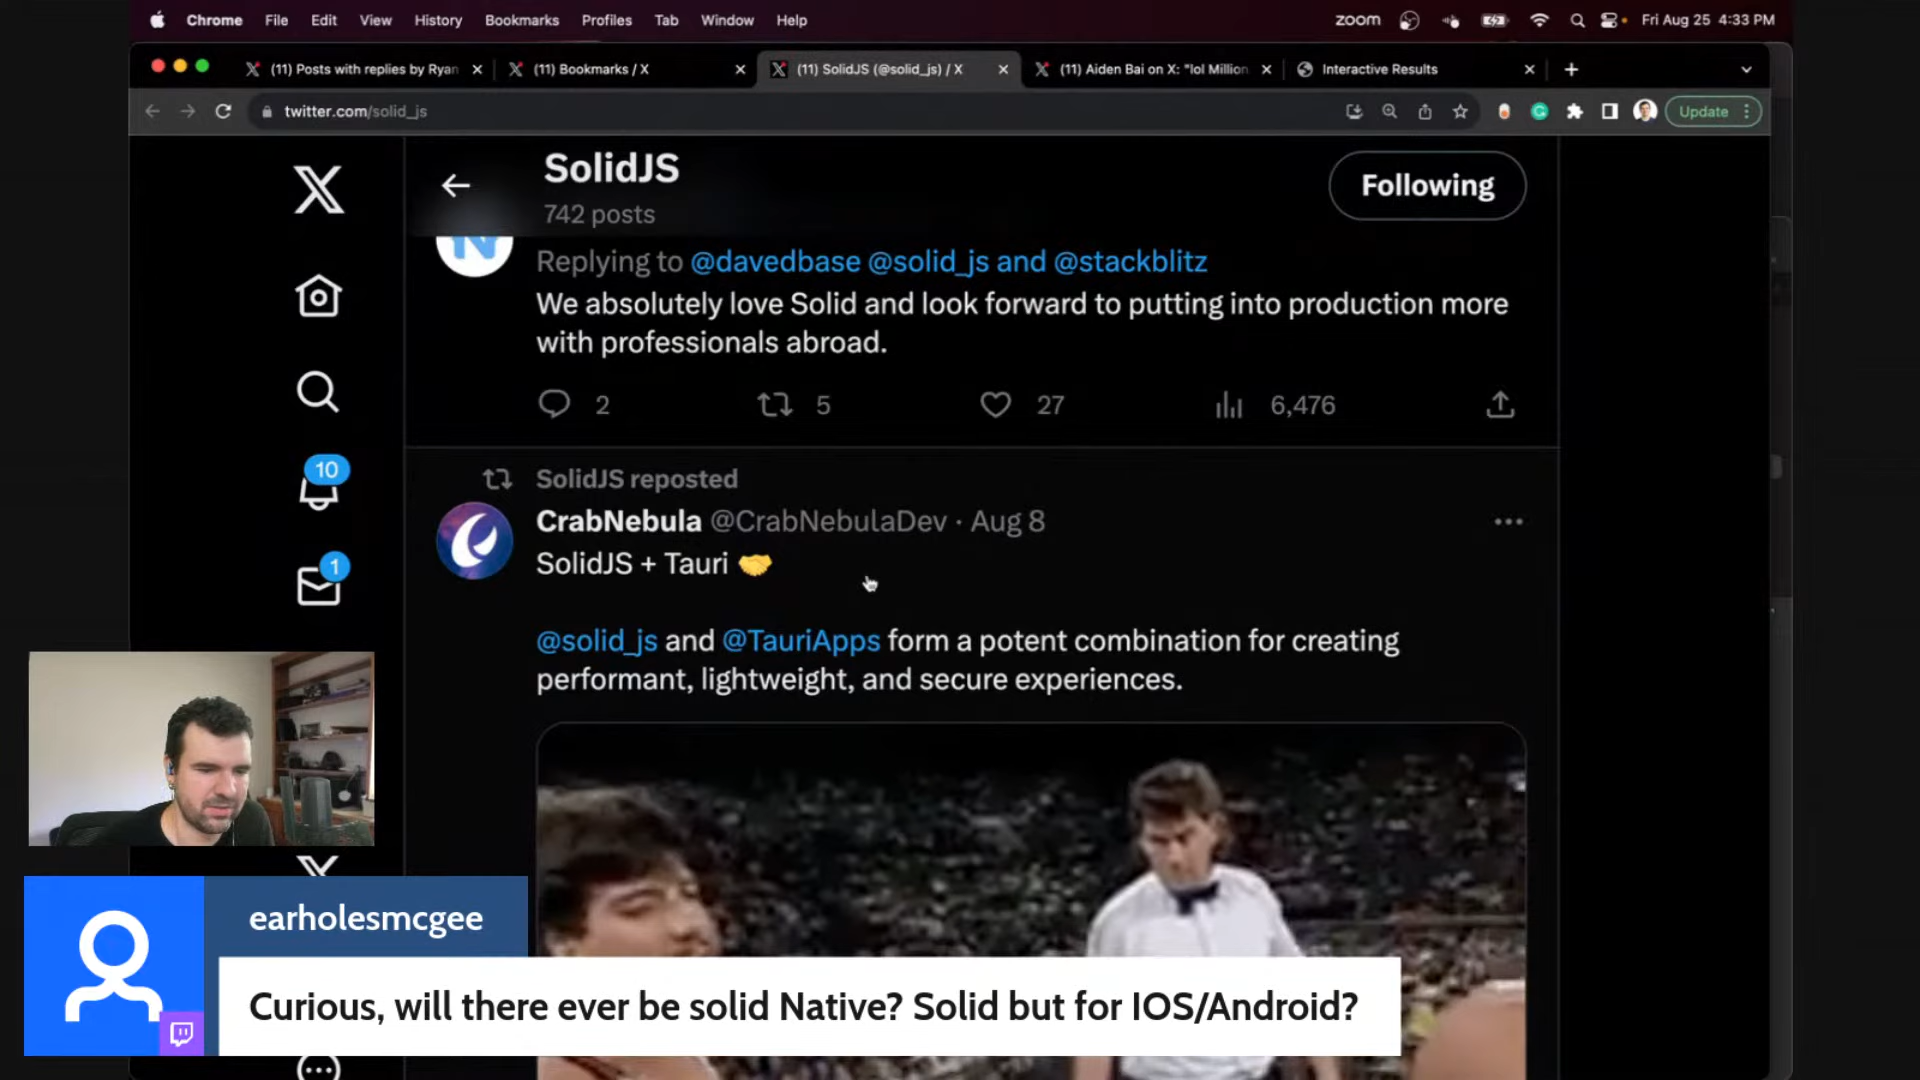 Chrome File Edit View History Bookmarks Profiles Tab Window Help
zoom Fri Aug 25 4:33 PM
(11) Posts with replies by Ryan
(11) Bookmarks / X
(11) SolidJS (@solid_js) / X
(11) Aiden Bai on X: "lol Million
Interactive Results
twitter.com/solid_js
Update
SolidJS
742 posts
Following
Replying to @davedbase @solid_js and @stackblitz
We absolutely love Solid and look forward to putting into production more
with professionals abroad.
2 5 27 6,476
10
1
SolidJS reposted
CrabNebula @CrabNebulaDev · Aug 8
SolidJS + Tauri 🤝
@solid_js and @TauriApps form a potent combination for creating
performant, lightweight, and secure experiences.
earholesmcgee
Curious, will there ever be solid Native? Solid but for IOS/Android?